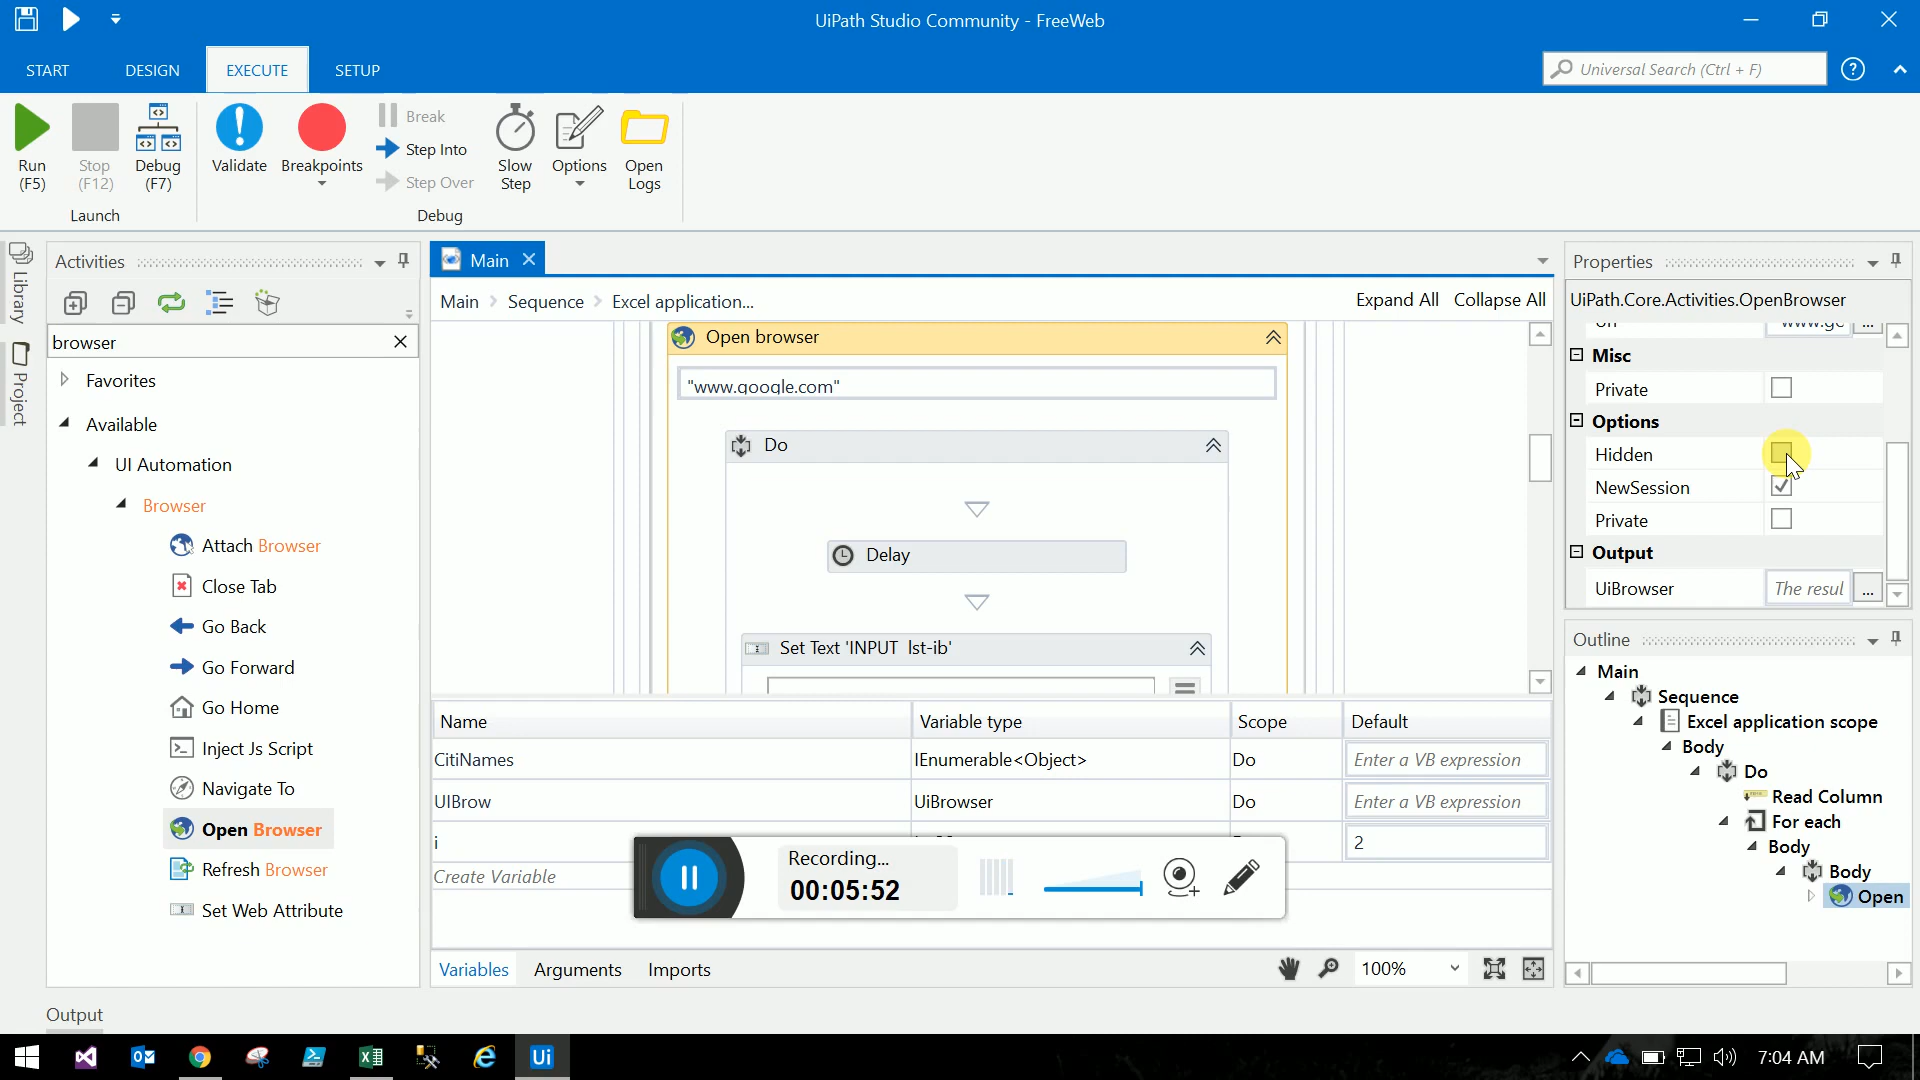 UiPath Studio Community - FreeWeb
START
DESIGN
EXECUTE
SETUP
Universal Search (Ctrl + F)
Run
(F5)
Stop
(F12)
Debug
(F7)
Launch
Validate
Breakpoints
Break
Step Into
Step Over
Slow
Step
Options
Open
Logs
Debug
Library
Project
Activities
browser
Favorites
Available
UI Automation
Browser
Attach Browser
Close Tab
Go Back
Go Forward
Go Home
Inject Js Script
Navigate To
Open Browser
Refresh Browser
Set Web Attribute
Main
Main > Sequence > Excel application...
Expand All
Collapse All
Open browser
"www.google.com"
Do
Delay
Set Text 'INPUT lst-ib'
Name
Variable type
Scope
Default
CitiNames
IEnumerable<Object>
Do
Enter a VB expression
UIBrow
UiBrowser
Do
Enter a VB expression
i
2
Create Variable
Recording...
00:05:52
Variables
Arguments
Imports
100%
Properties
UiPath.Core.Activities.OpenBrowser
Misc
Private
Options
Hidden
NewSession
Private
Output
UiBrowser
The resul
...
Outline
Main
Sequence
Excel application scope
Body
Do
Read Column
For each
Body
Body
Open
Output
Ui
7:04 AM